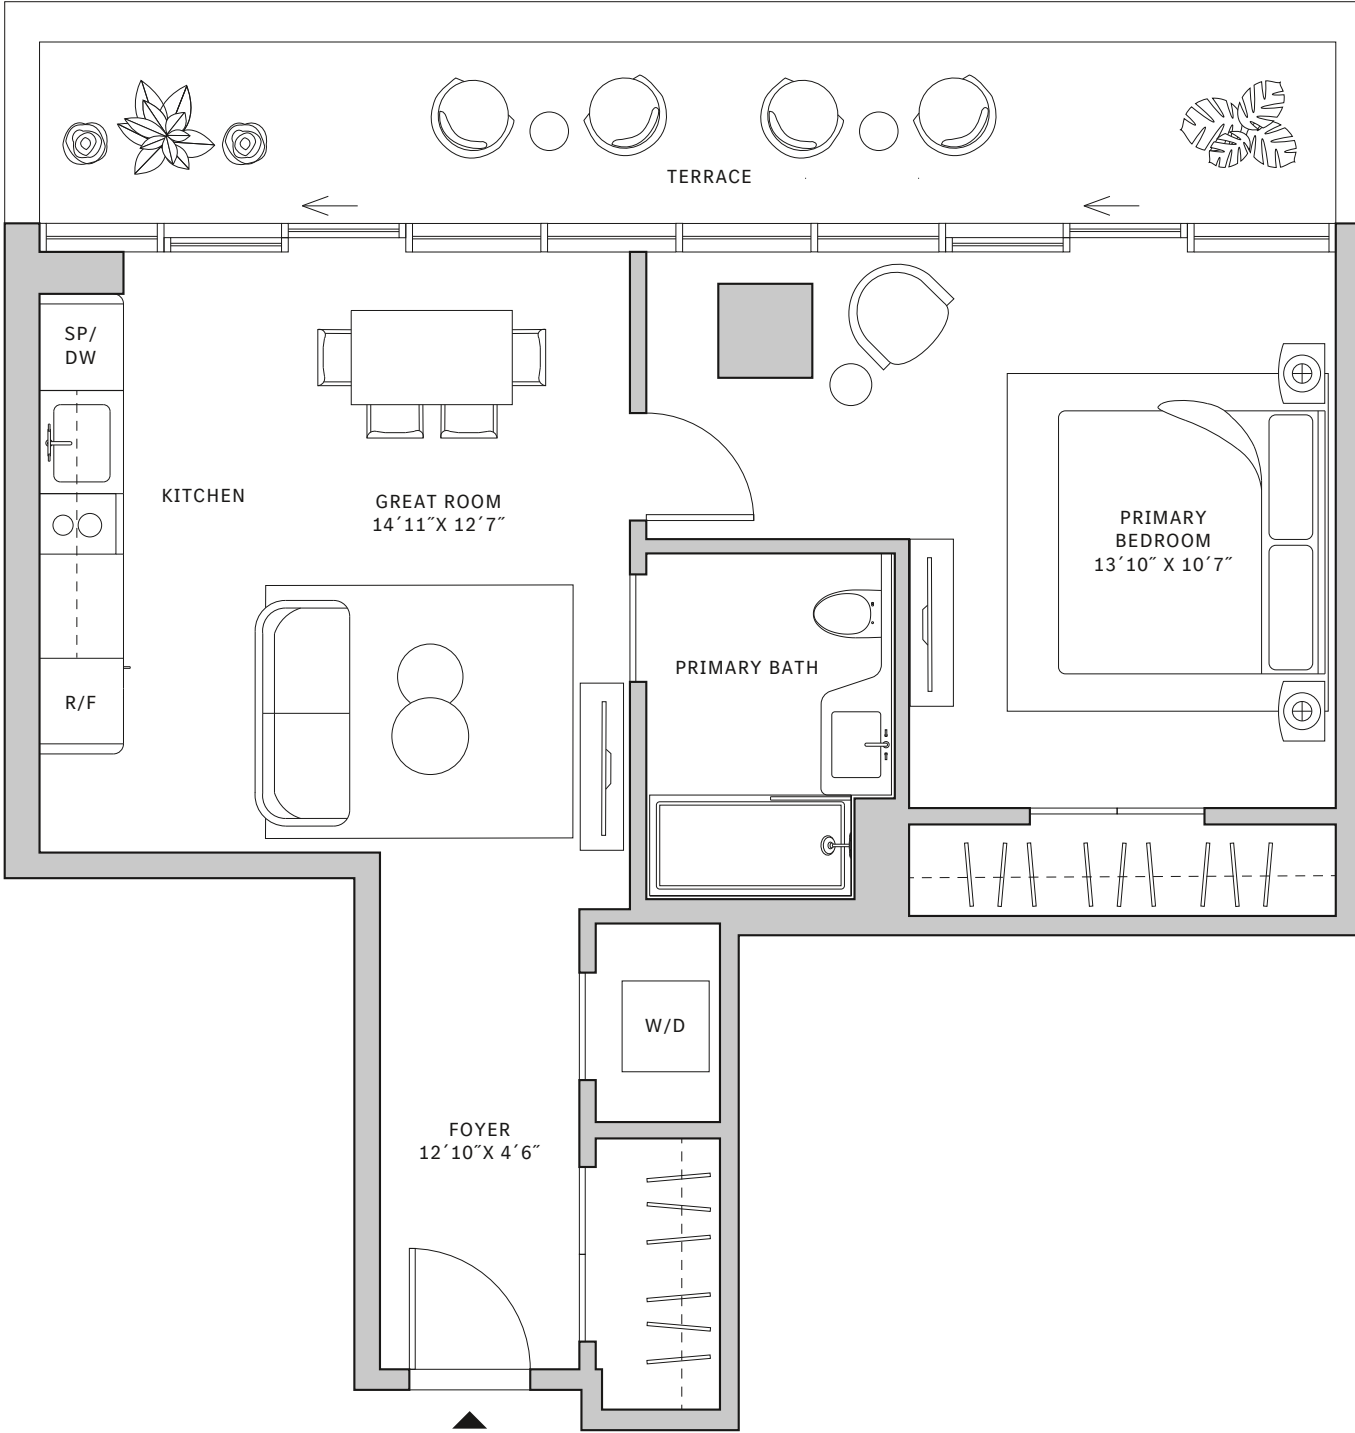 TERRACE
SP/
DW
KITCHEN
GREAT ROOM
14´11˝X 12´7˝
PRIMARY
BEDROOM
13´10˝ X 10´7˝
PRIMARY BATH
R/F
W/D
FOYER
12´10˝X 4´6˝